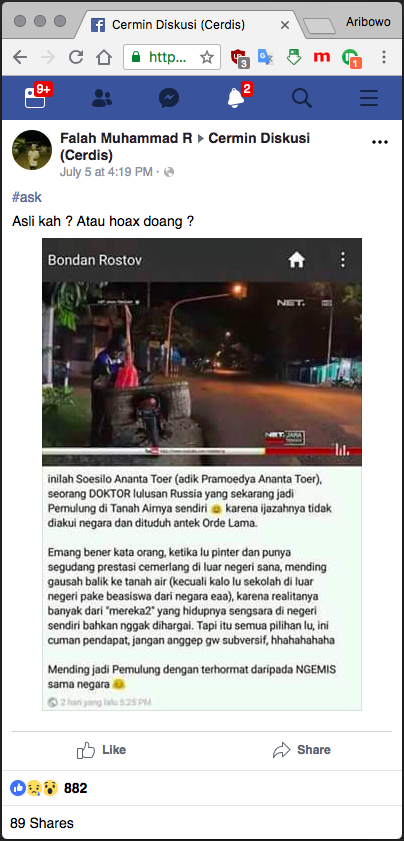 Cermin Diskusi (Cerdis)
Aribowo
http...
3
1
9+
2
Falah Muhammad R ▸ Cermin Diskusi
(Cerdis)
July 5 at 4:19 PM ·
#ask
Asli kah ? Atau hoax doang ?
Bondan Rostov
NET.
HD
NET. JAWA
TENGAH
inilah Soesilo Ananta Toer (adik Pramoedya Ananta Toer),
seorang DOKTOR lulusan Russia yang sekarang jadi
Pemulung di Tanah Airnya sendiri 😊 karena ijazahnya tidak
diakui negara dan dituduh antek Orde Lama.
Emang bener kata orang, ketika lu pinter dan punya
segudang prestasi cemerlang di luar negeri sana, mending
gausah balik ke tanah air (kecuali kalo lu sekolah di luar
negeri pake beasiswa dari negara eaa), karena realitanya
banyak dari "mereka2" yang hidupnya sengsara di negeri
sendiri bahkan nggak dihargai. Tapi itu semua pilihan lu, ini
cuman pendapat, jangan anggep gw subversif, hhahahahaha
Mending jadi Pemulung dengan terhormat daripada NGEMIS
sama negara 😊
2 hari yang lalu 5:25 PM
Like
Share
882
89 Shares